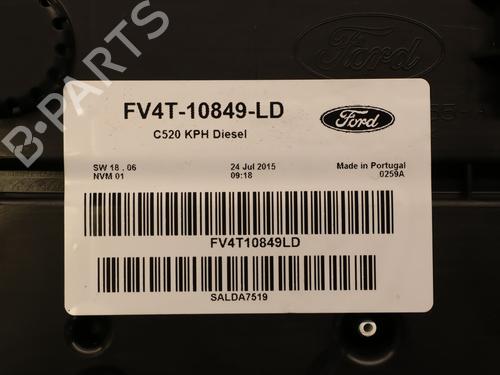 Ford
B-PARTS
FV4T-10849-LD
Ford
C520 KPH Diesel
SW 18 . 06
24 Jul 2015
Made in Portugal
NVM 01
09:18
0259A
FV4T10849LD
SALDA7519